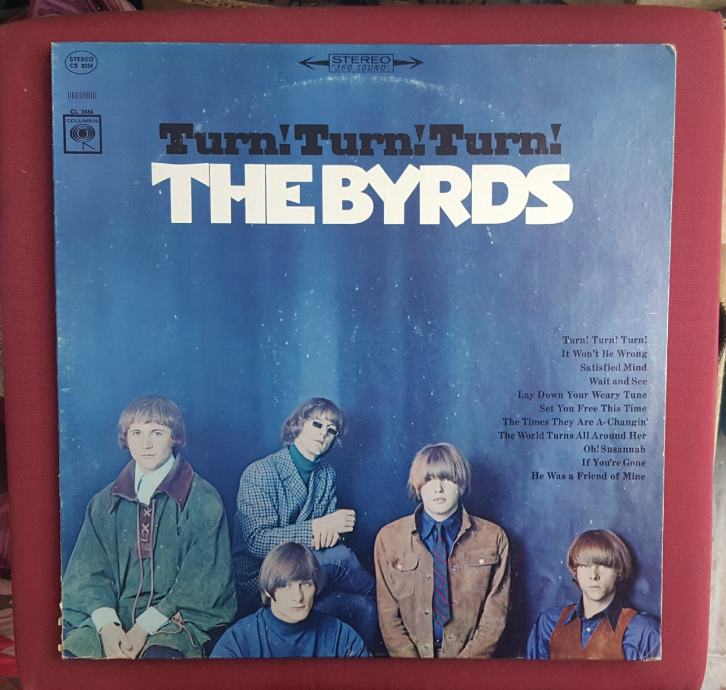 STEREO
CS 9254
STEREO
360 SOUND
CL 2454
COLUMBIA
Turn! Turn! Turn!
THE BYRDS
Turn! Turn! Turn!
It Won't Be Wrong
Satisfied Mind
Wait and See
Lay Down Your Weary Tune
Set You Free This Time
The Times They Are A-Changin'
The World Turns All Around Her
Oh! Susannah
If You're Gone
He Was a Friend of Mine